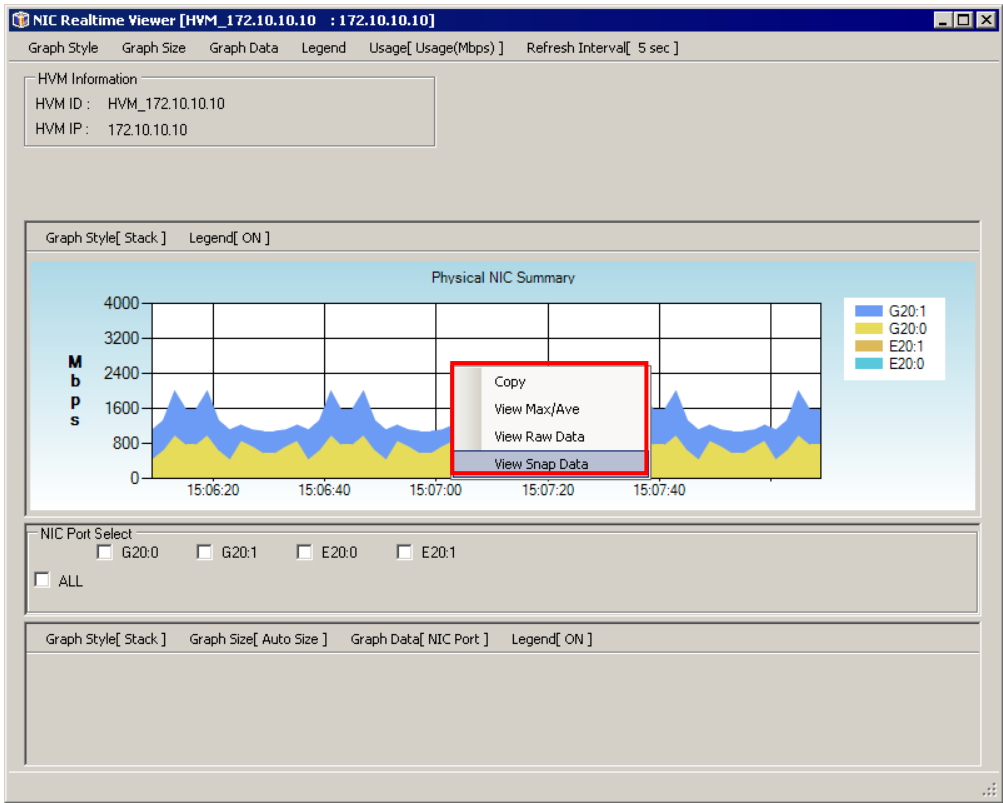 NIC Realtime Viewer [HVM_172.10.10.10 : 172.10.10.10]
Graph Style Graph Size Graph Data Legend Usage[ Usage(Mbps) ] Refresh Interval[ 5 sec ]
HVM Information
HVM ID : HVM_172.10.10.10
HVM IP : 172.10.10.10
Graph Style[ Stack ] Legend[ ON ]
Physical NIC Summary
Mbps
4000
3200
2400
1600
800
0
15:06:20 15:06:40 15:07:00 15:07:20 15:07:40
G20:1
G20:0
E20:1
E20:0
Copy
View Max/Ave
View Raw Data
View Snap Data
NIC Port Select
G20:0 G20:1 E20:0 E20:1
ALL
Graph Style[ Stack ] Graph Size[ Auto Size ] Graph Data[ NIC Port ] Legend[ ON ]